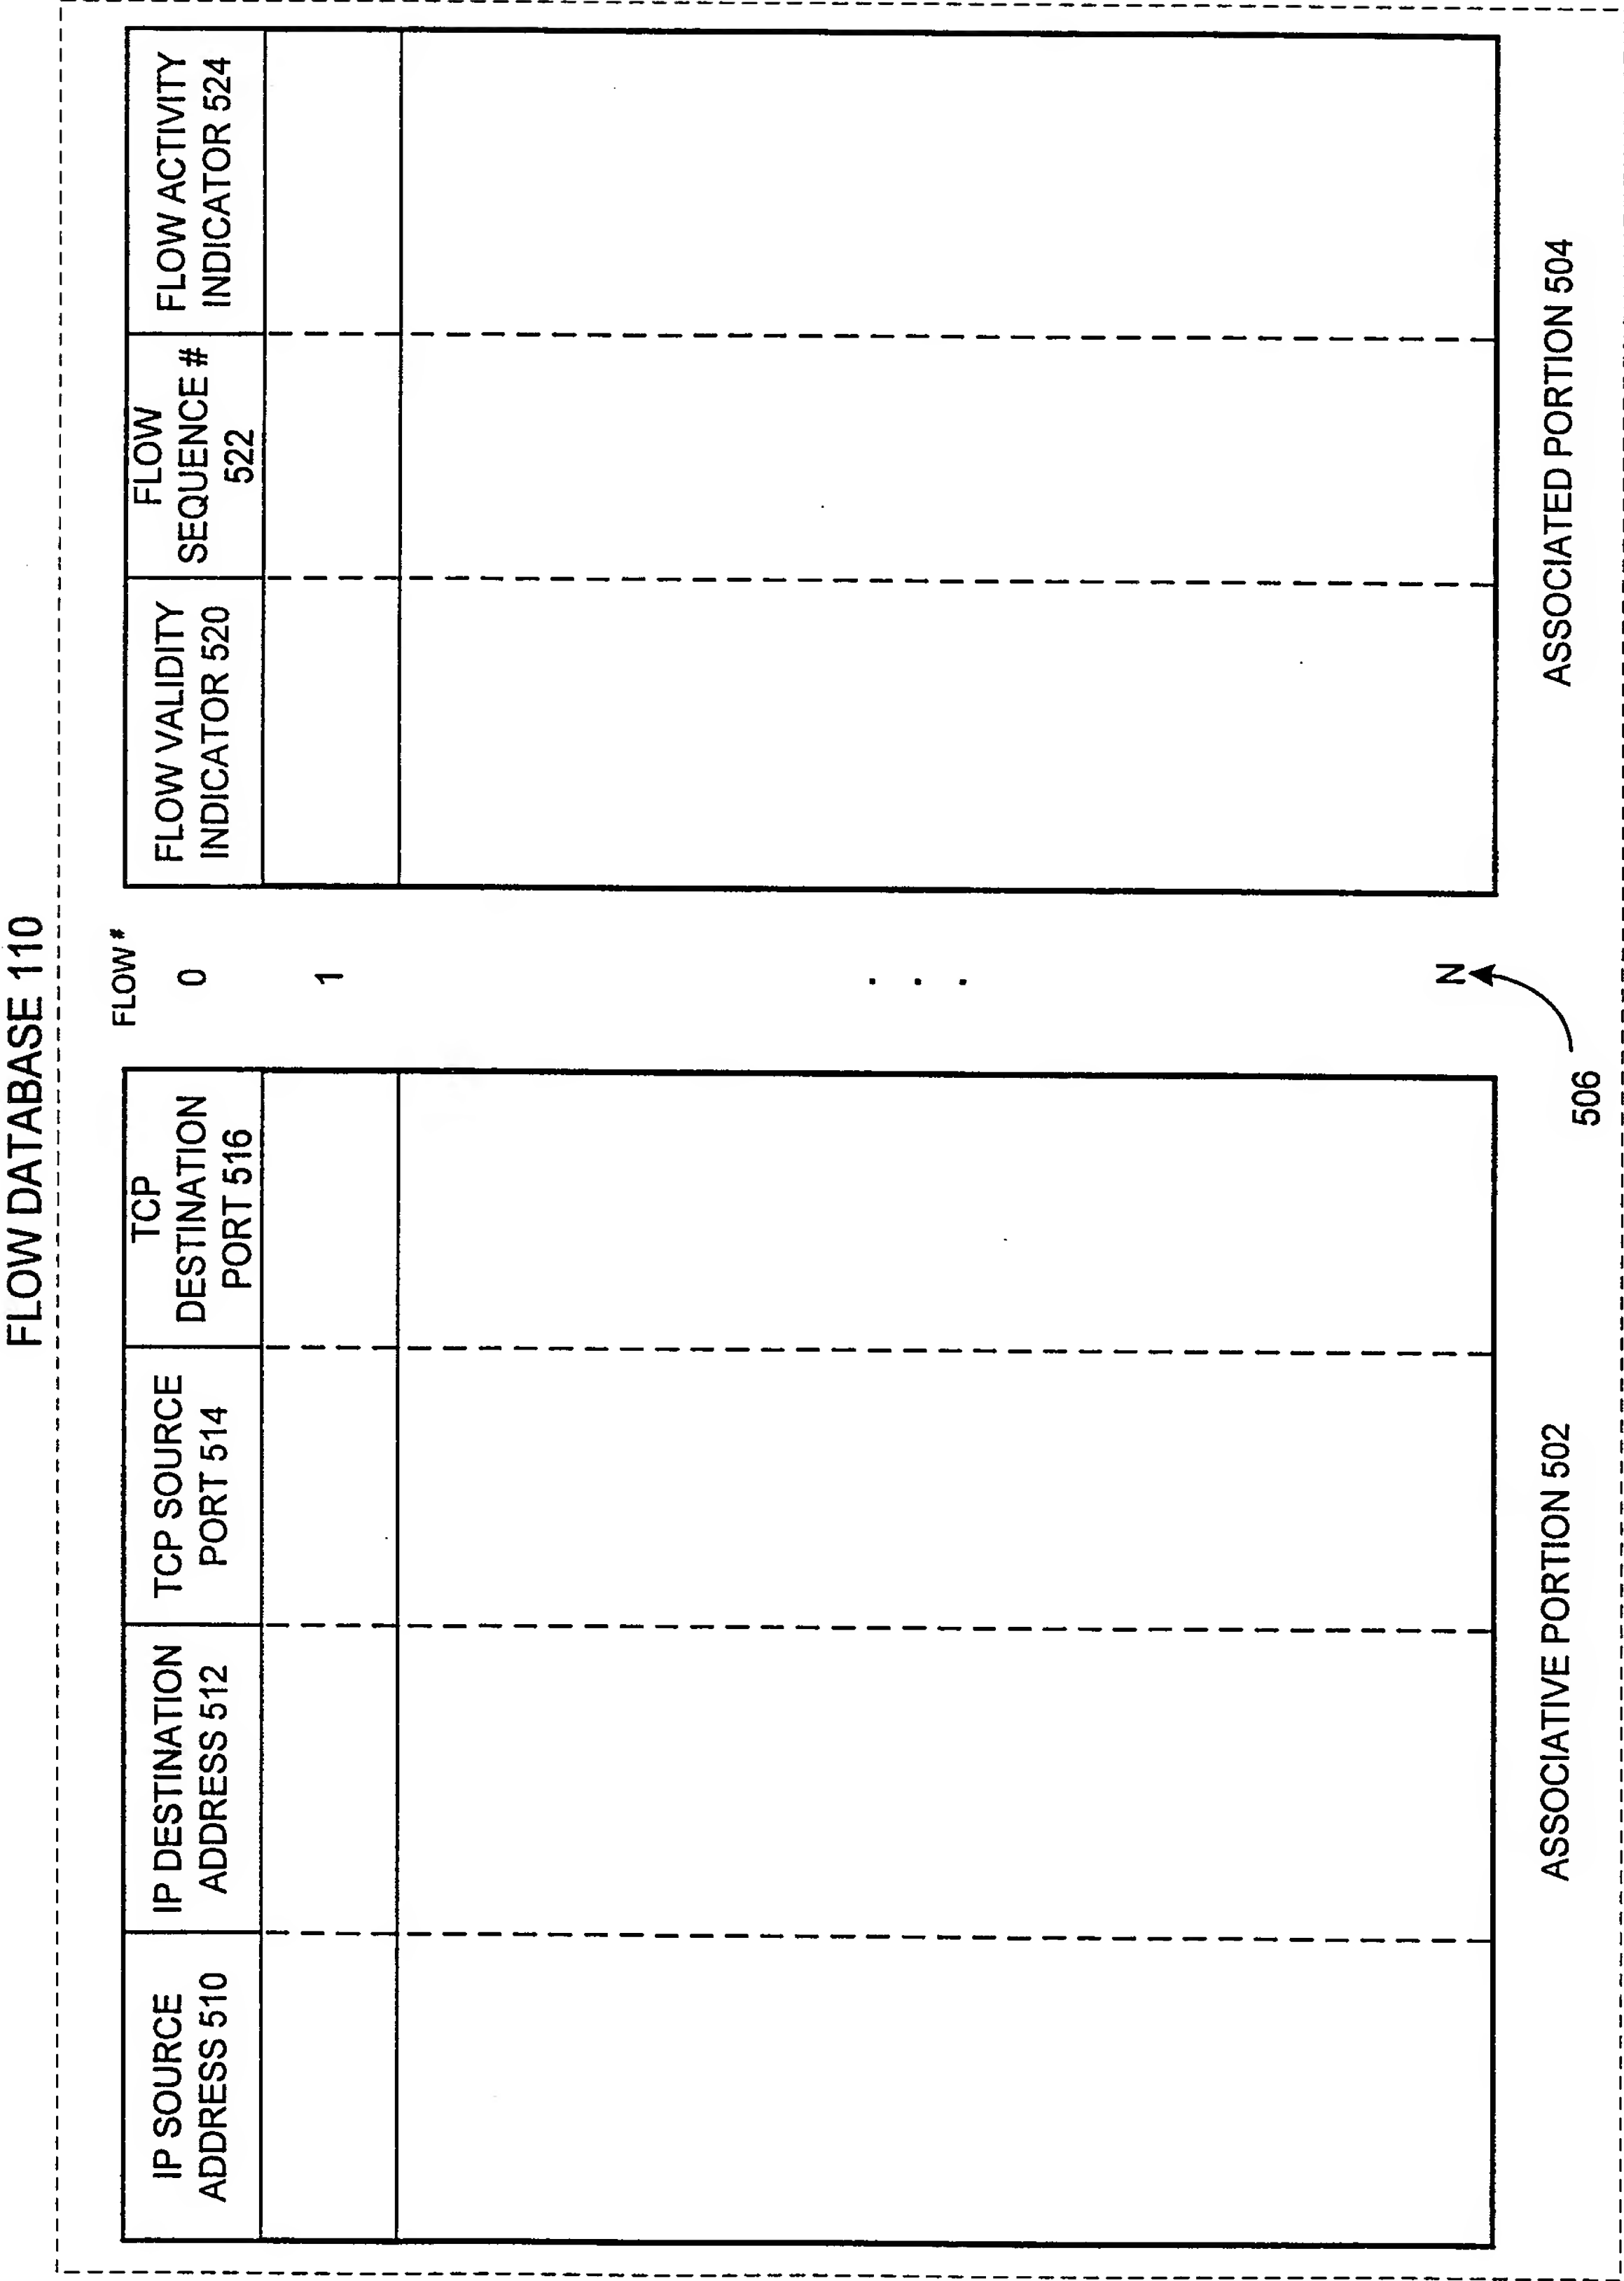 FLOW DATABASE 110
IP SOURCE
ADDRESS 510
IP DESTINATION
ADDRESS 512
TCP SOURCE
PORT 514
TCP
DESTINATION
PORT 516
FLOW #
0
1
. . .
N
506
FLOW VALIDITY
INDICATOR 520
FLOW
SEQUENCE #
522
FLOW ACTIVITY
INDICATOR 524
ASSOCIATIVE PORTION 502
ASSOCIATED PORTION 504